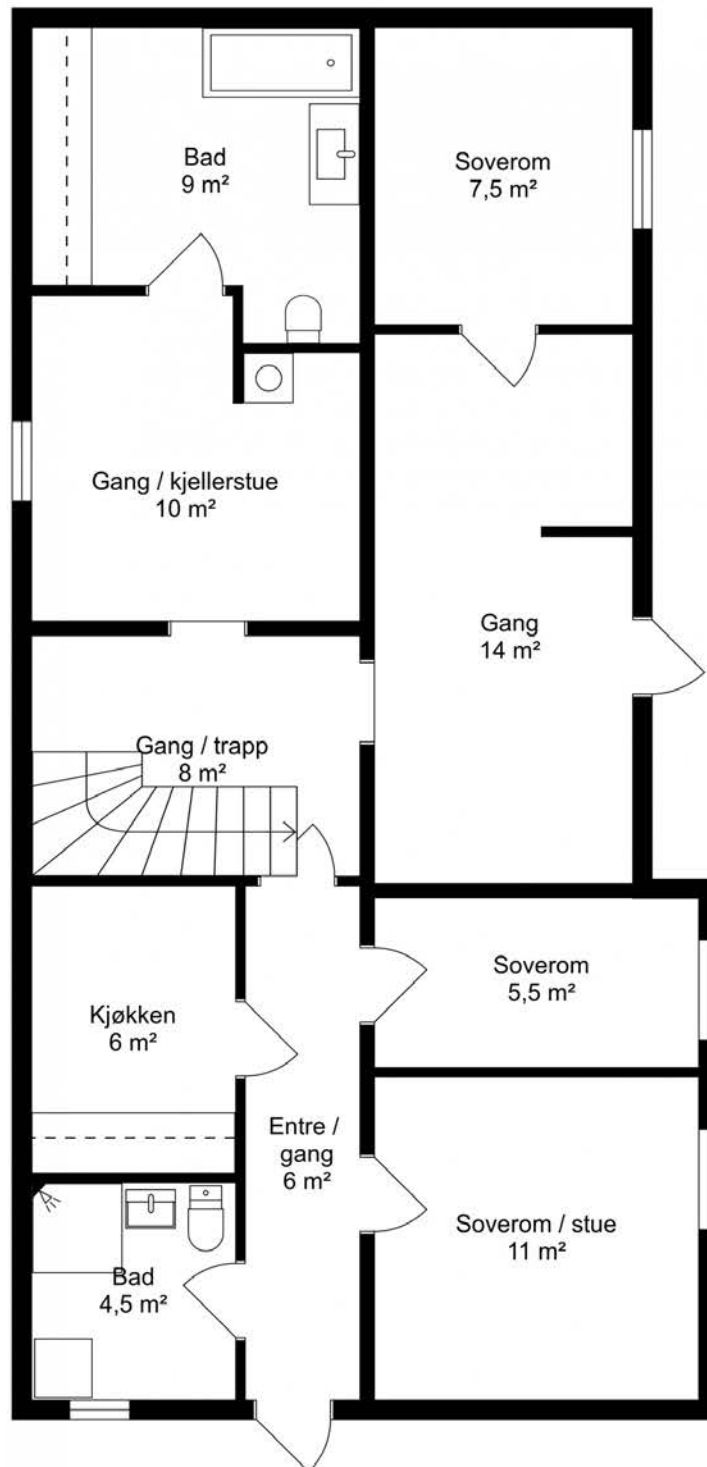 Bad
9 m²
Soverom
7,5 m²
Gang / kjellerstue
10 m²
Gang
14 m²
Gang / trapp
8 m²
Soverom
5,5 m²
Kjøkken
6 m²
Entre /
gang
6 m²
Soverom / stue
11 m²
Bad
4,5 m²